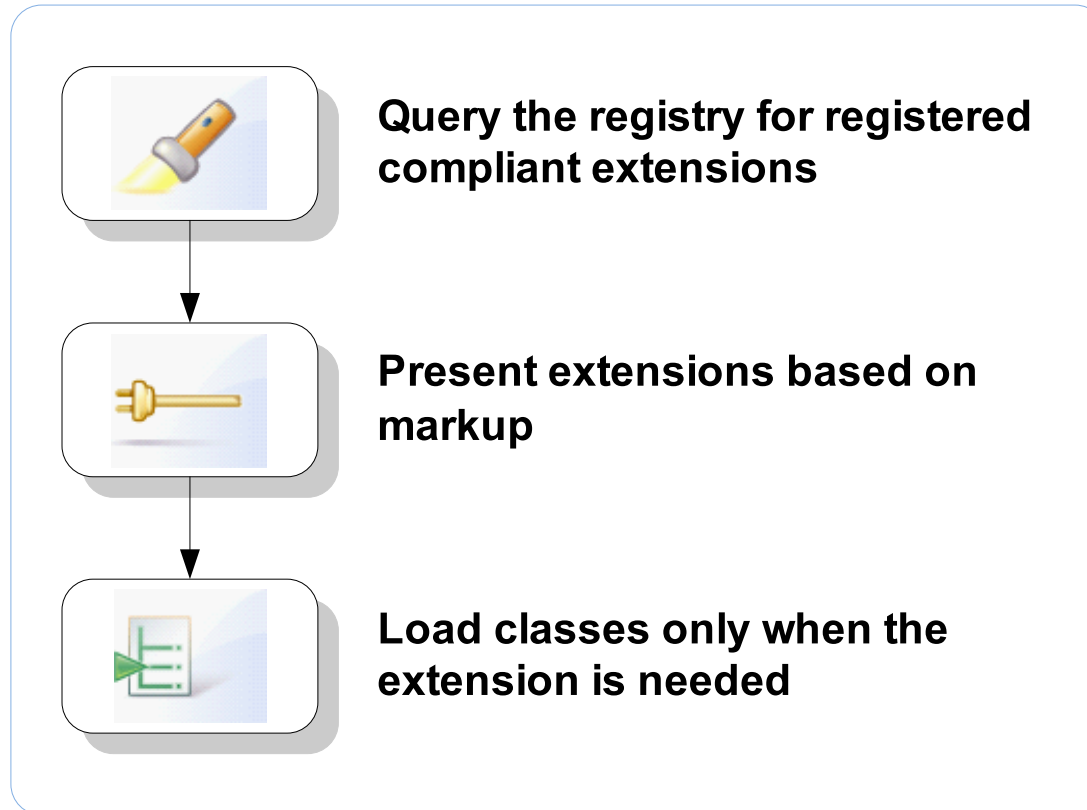 Query the registry for registered
compliant extensions
Present extensions based on
markup
Load classes only when the
extension is needed